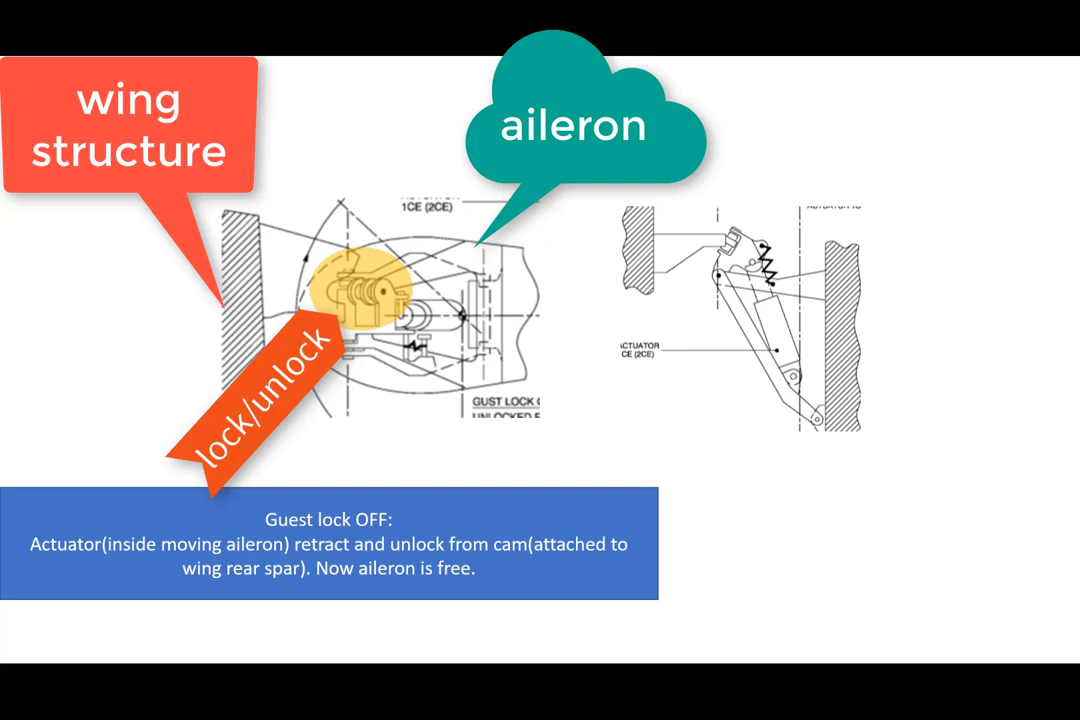 wing
structure
aileron
1CE (2CE)
lock/unlock
GUST LOCK
UNLOCKED
CE (2CE)
Guest lock OFF:
Actuator(inside moving aileron) retract and unlock from cam(attached to
wing rear spar). Now aileron is free.